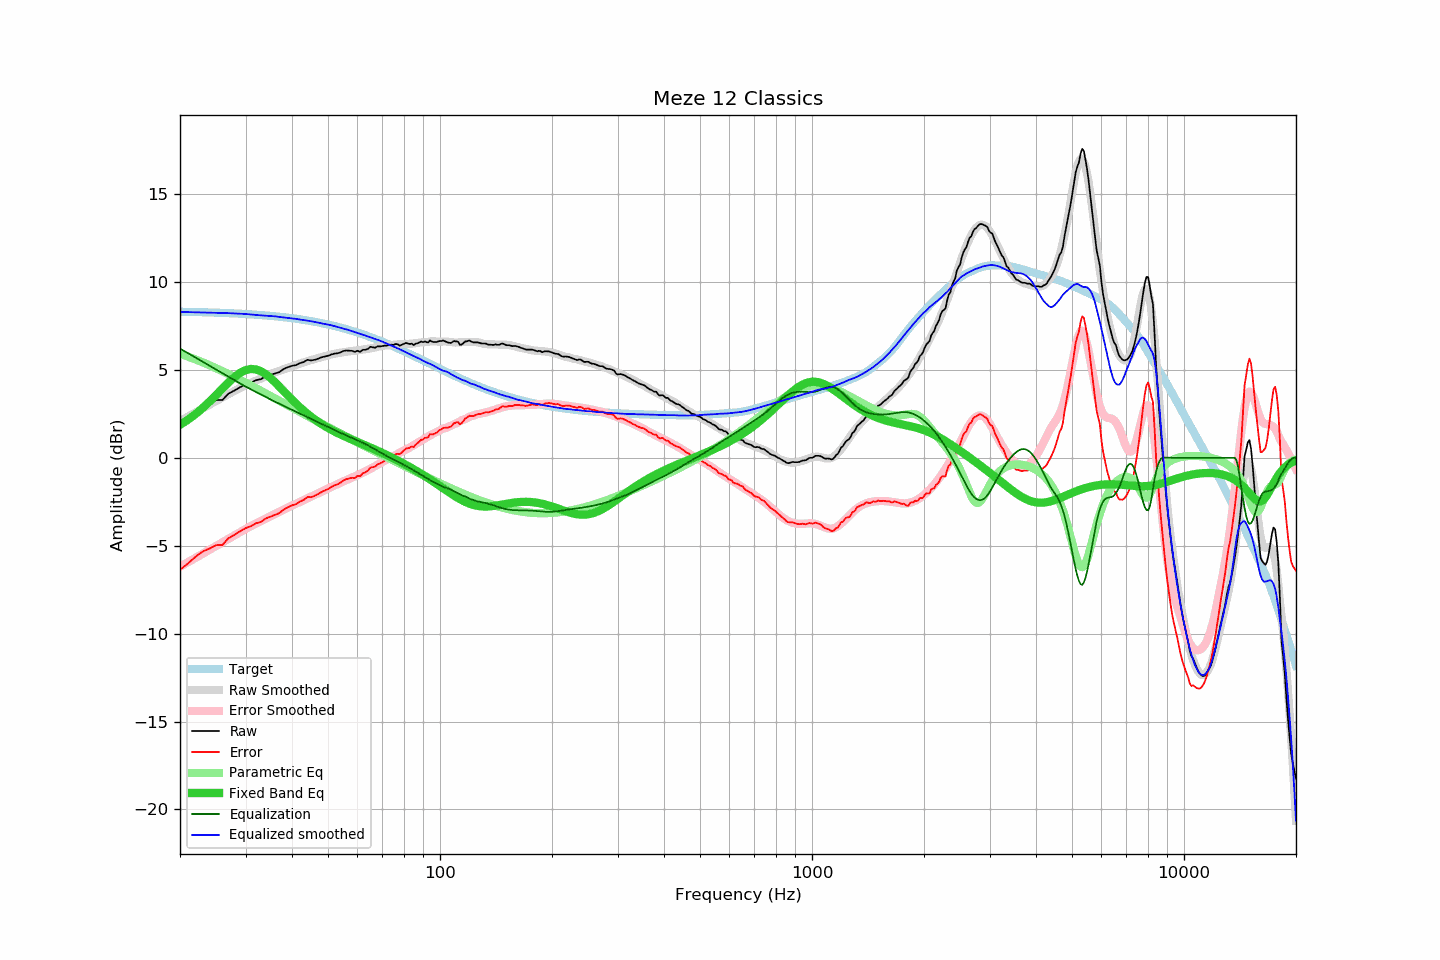 Meze 12 Classics
Amplitude (dBr)
15
10
5
0
−5
−10
−15
−20
Target
Raw Smoothed
Error Smoothed
Raw
Error
Parametric Eq
Fixed Band Eq
Equalization
Equalized smoothed
100
1000
10000
Frequency (Hz)